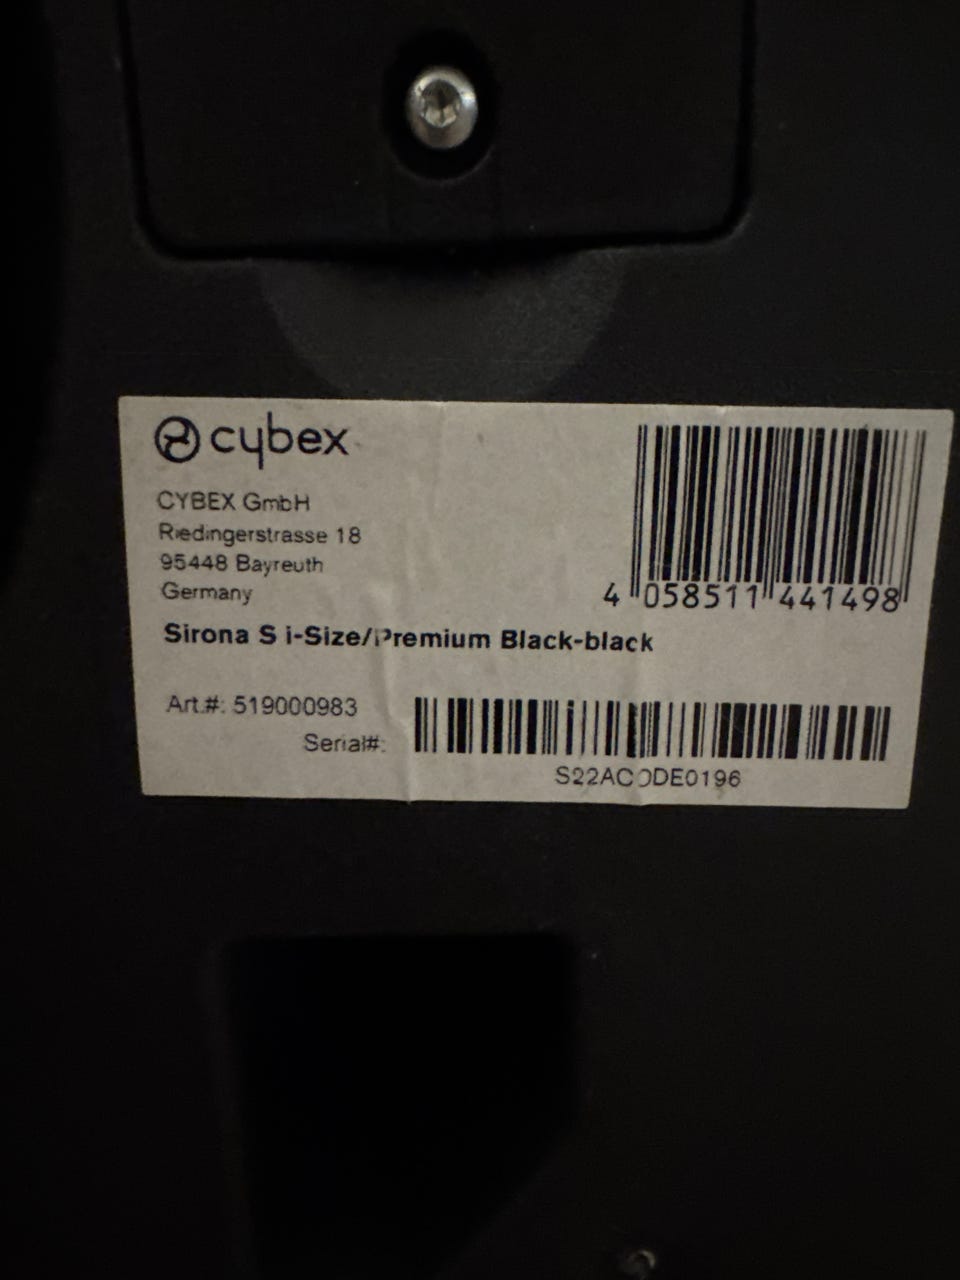 cybex
CYBEX GmbH
Riedingerstrasse 18
95448 Bayreuth
Germany
4 058511 441498
Sirona S i-Size/Premium Black-black
Art.#: 519000983
Serial#: